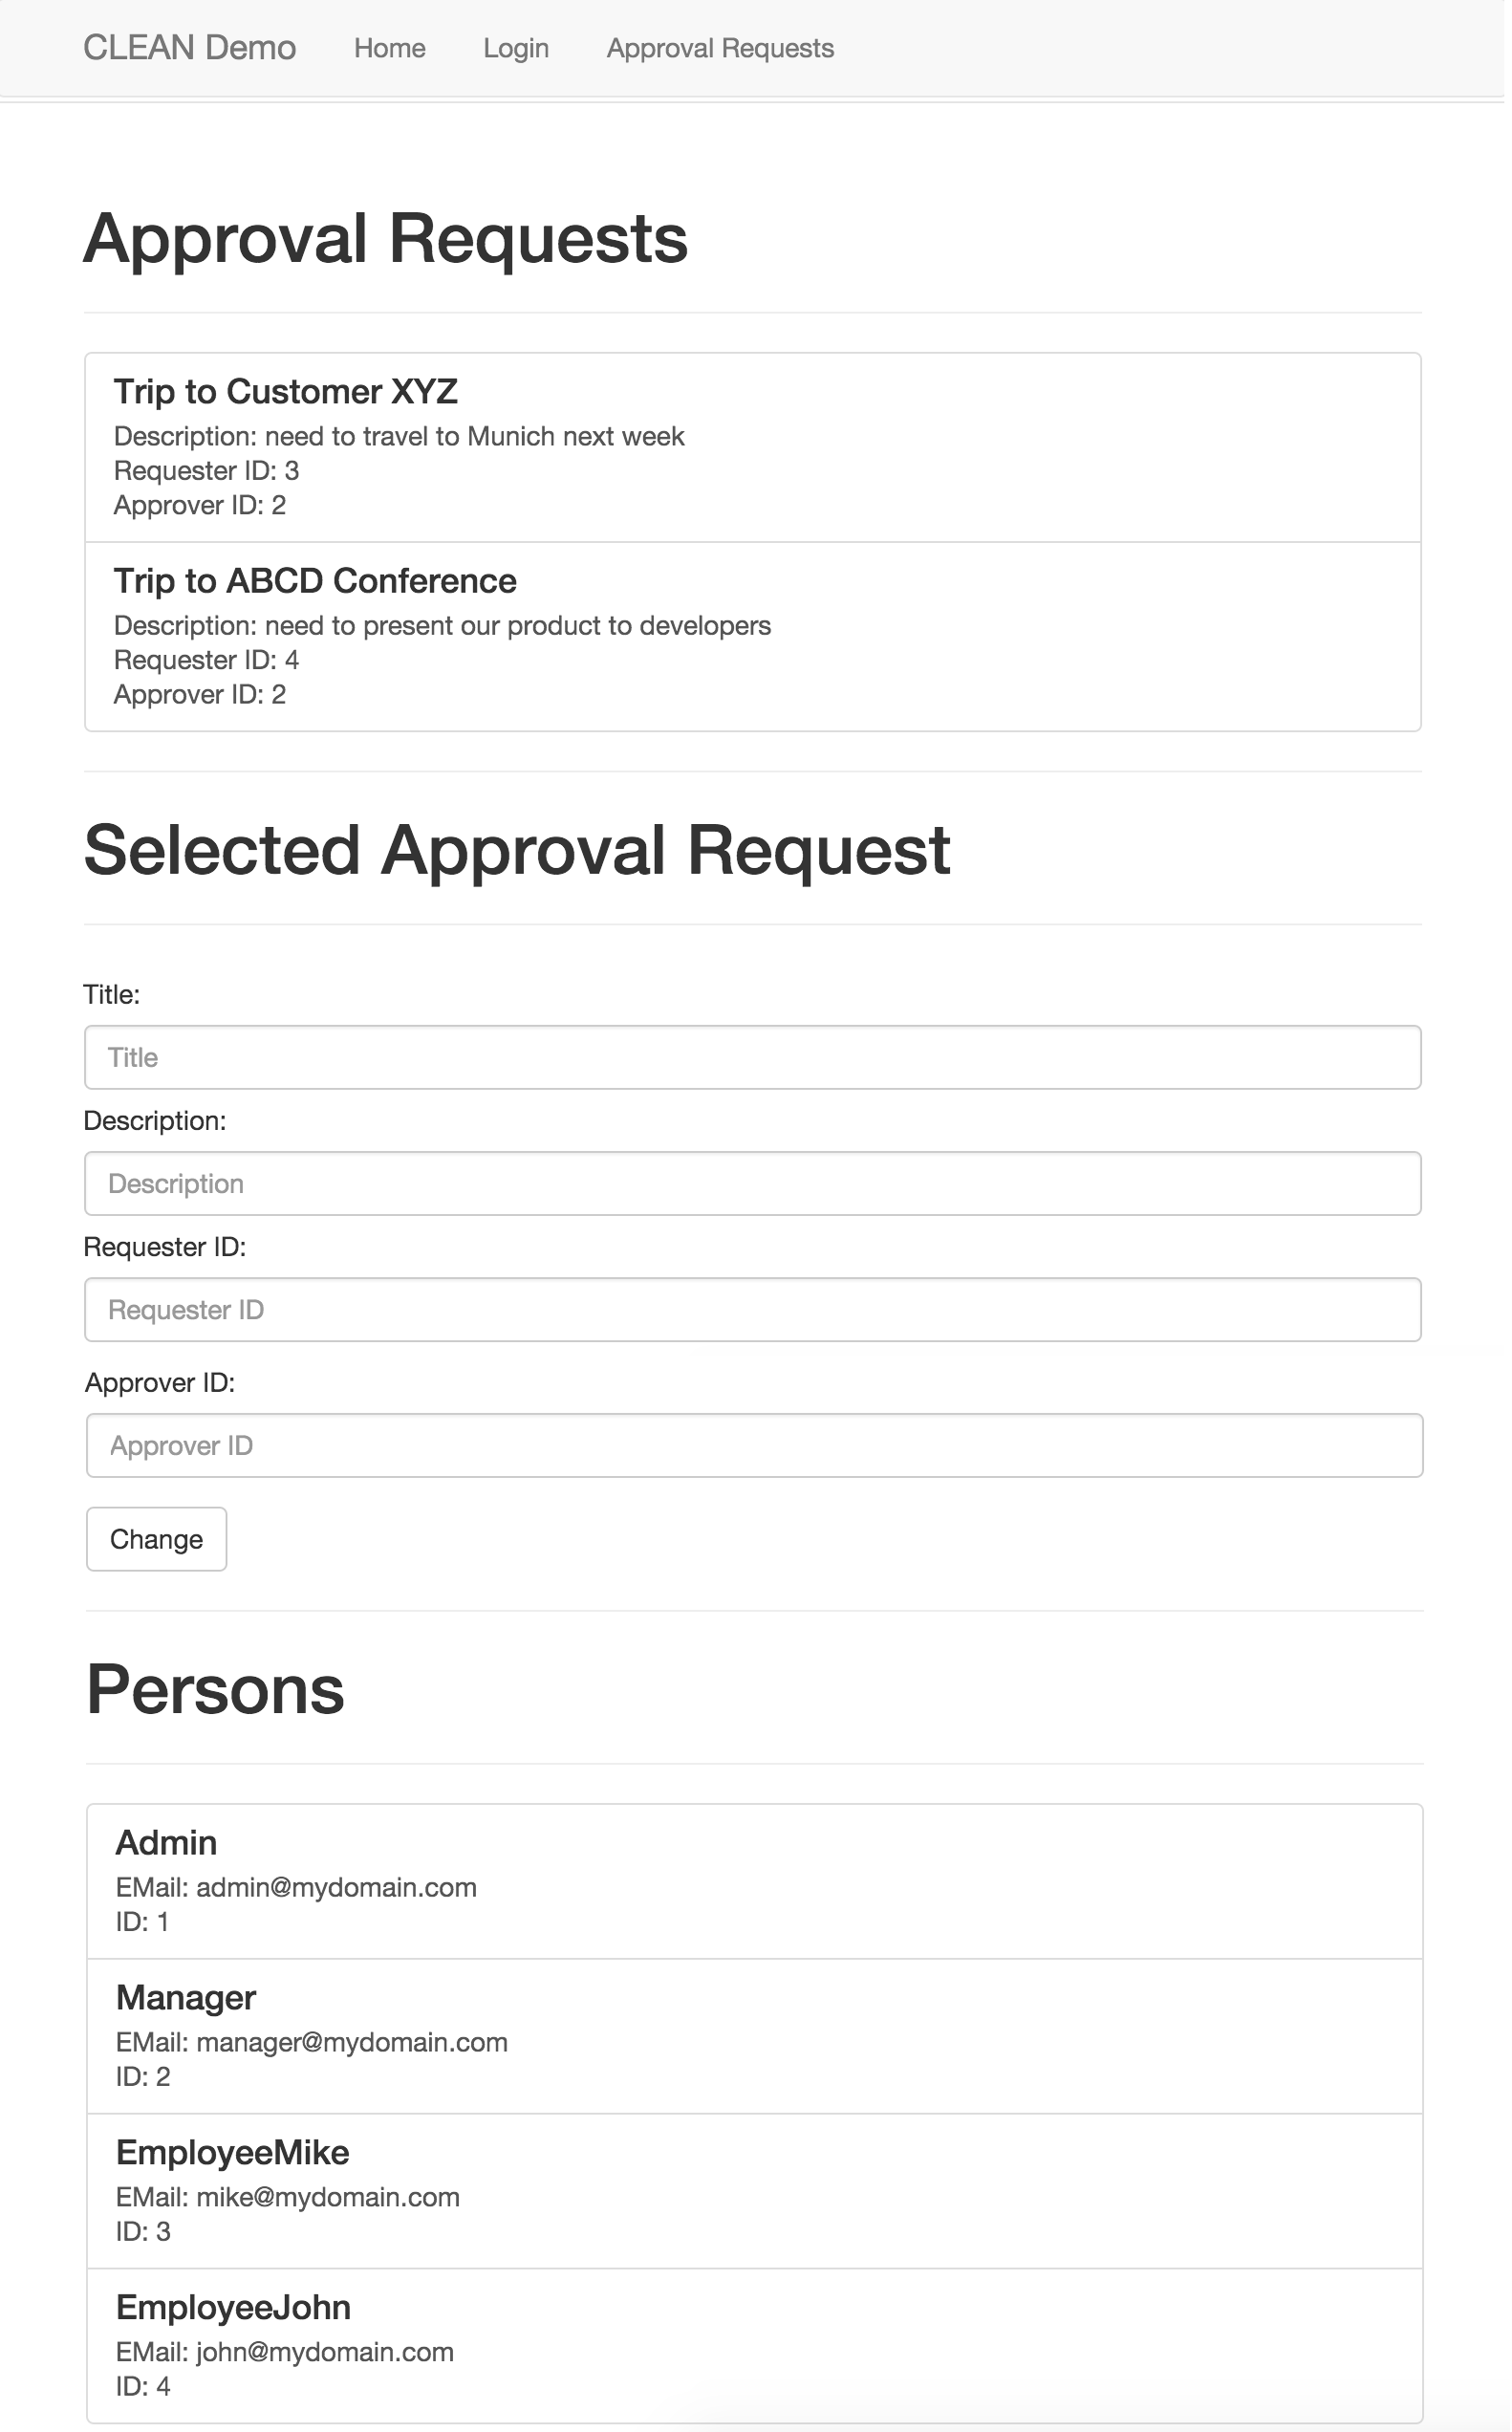 CLEAN Demo Home Login Approval Requests
Approval Requests
Trip to Customer XYZ
Description: need to travel to Munich next week
Requester ID: 3
Approver ID: 2
Trip to ABCD Conference
Description: need to present our product to developers
Requester ID: 4
Approver ID: 2
Selected Approval Request
Title:
Title
Description:
Description
Requester ID:
Requester ID
Approver ID:
Approver ID
Change
Persons
Admin
EMail: admin@mydomain.com
ID: 1
Manager
EMail: manager@mydomain.com
ID: 2
EmployeeMike
EMail: mike@mydomain.com
ID: 3
EmployeeJohn
EMail: john@mydomain.com
ID: 4